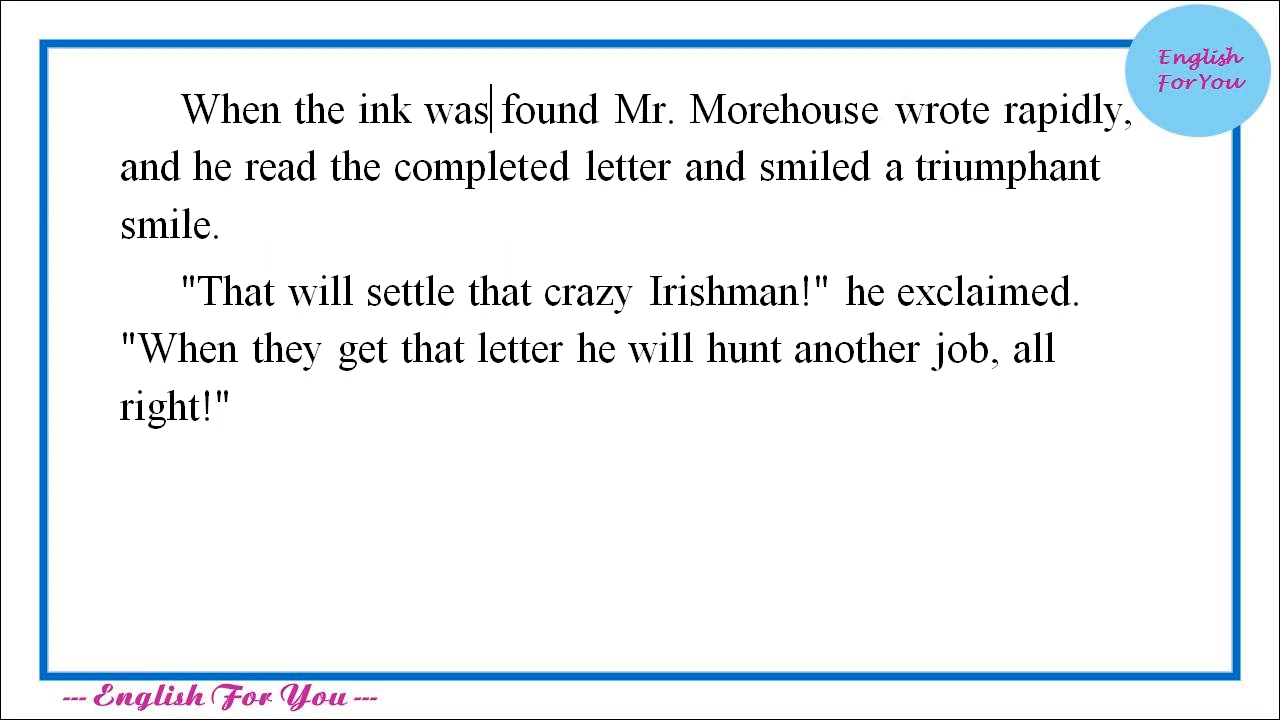 English
ForYou
When the ink was found Mr. Morehouse wrote rapidly,
and he read the completed letter and smiled a triumphant
smile.
"That will settle that crazy Irishman!" he exclaimed.
"When they get that letter he will hunt another job, all
right!"
--- English For You ---